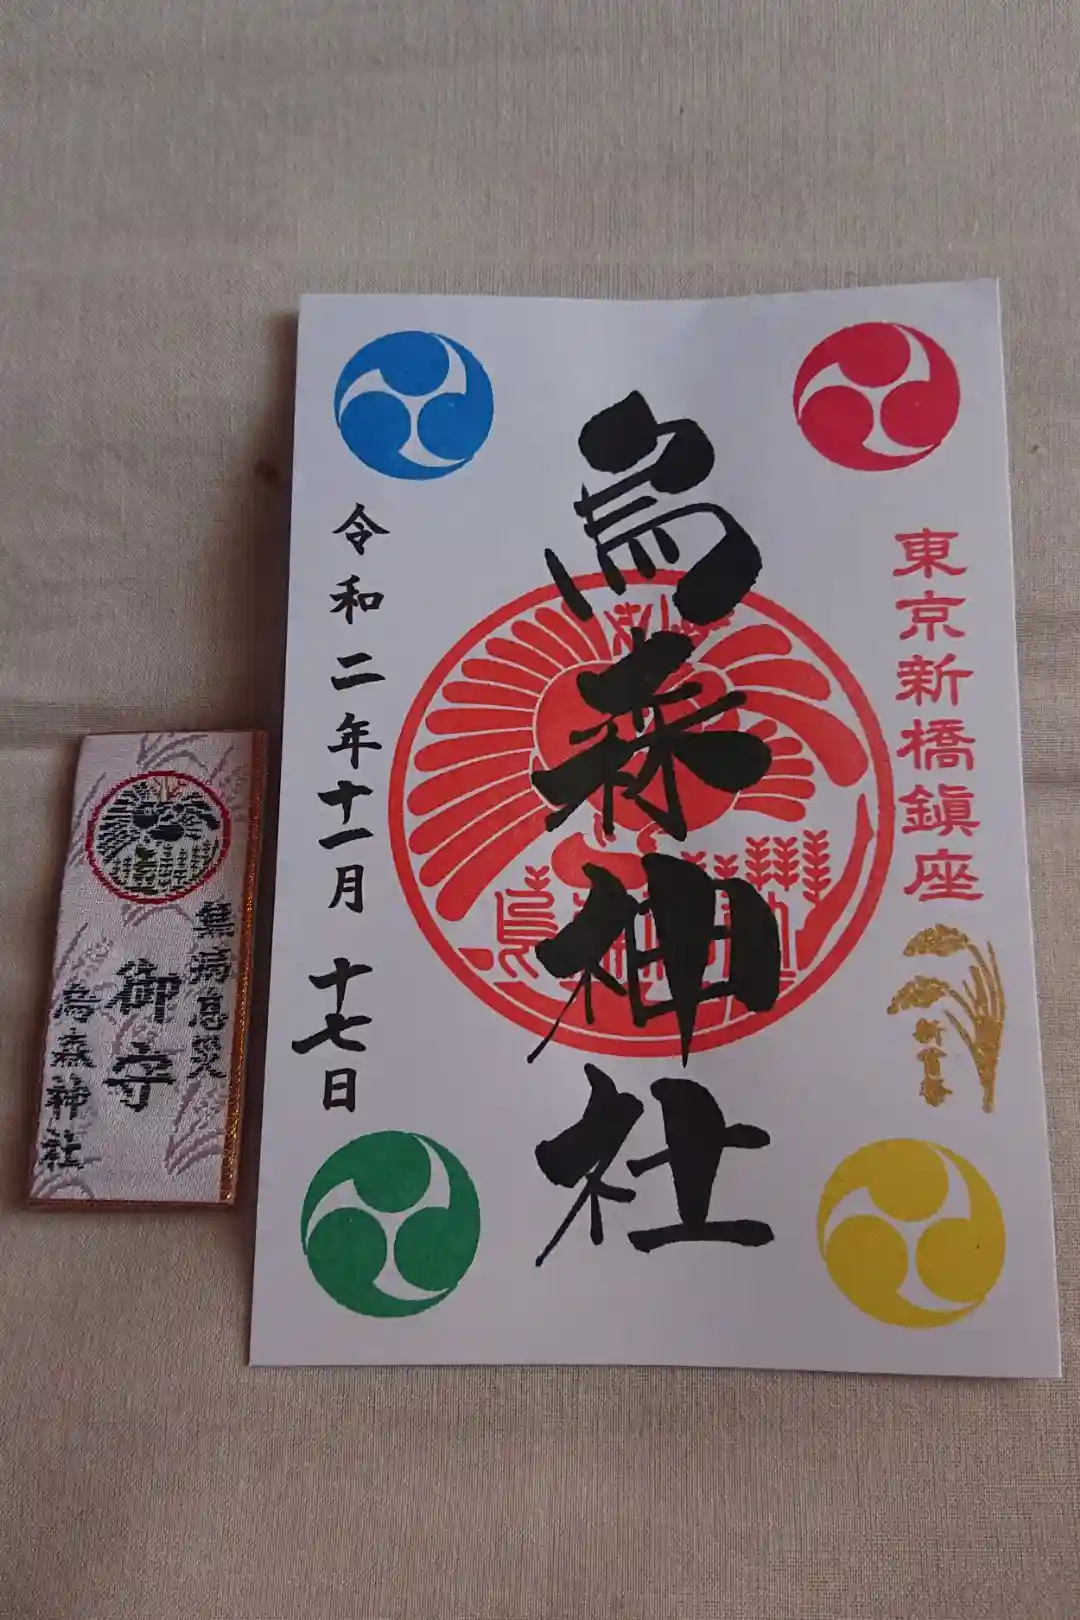 東京新橋鎮座
新嘗祭
烏森神社
令和二年十一月十七日
無病息災
御守
烏森神社